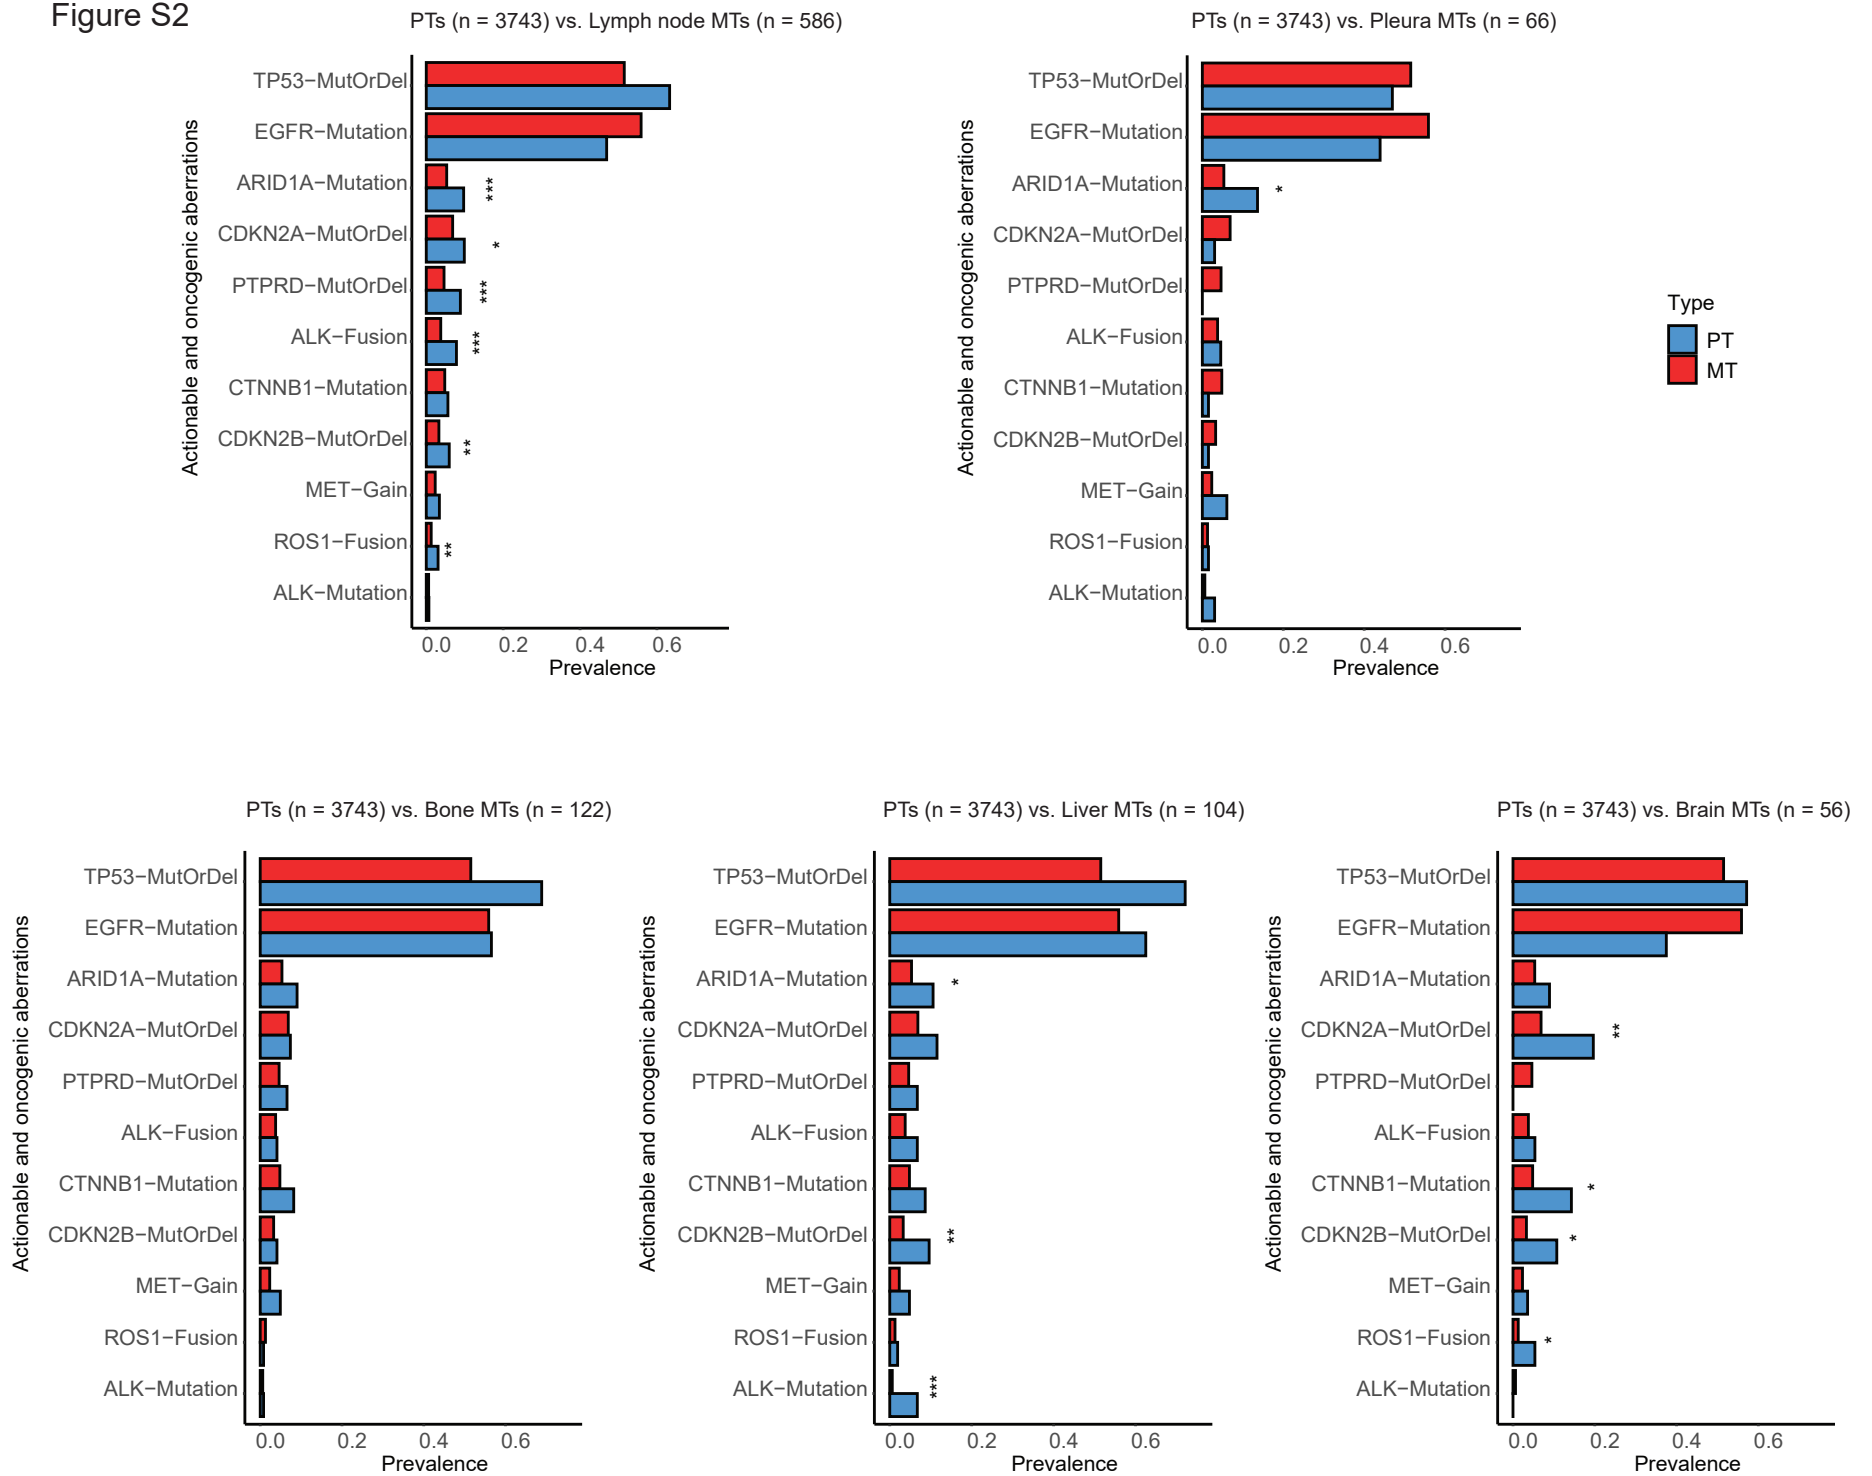 Figure S2
PTs (n = 3743) vs. Lymph node MTs (n = 586)
Actionable and oncogenic aberrations
TP53−MutOrDel
EGFR−Mutation
ARID1A−Mutation
***
CDKN2A−MutOrDel
*
PTPRD−MutOrDel
***
ALK−Fusion
***
CTNNB1−Mutation
CDKN2B−MutOrDel
**
MET−Gain
ROS1−Fusion
**
ALK−Mutation
0.0 0.2 0.4 0.6
Prevalence
PTs (n = 3743) vs. Pleura MTs (n = 66)
Actionable and oncogenic aberrations
TP53−MutOrDel
EGFR−Mutation
ARID1A−Mutation
*
CDKN2A−MutOrDel
PTPRD−MutOrDel
ALK−Fusion
CTNNB1−Mutation
CDKN2B−MutOrDel
MET−Gain
ROS1−Fusion
ALK−Mutation
0.0 0.2 0.4 0.6
Prevalence
Type
PT
MT
PTs (n = 3743) vs. Bone MTs (n = 122)
Actionable and oncogenic aberrations
TP53−MutOrDel
EGFR−Mutation
ARID1A−Mutation
CDKN2A−MutOrDel
PTPRD−MutOrDel
ALK−Fusion
CTNNB1−Mutation
CDKN2B−MutOrDel
MET−Gain
ROS1−Fusion
ALK−Mutation
0.0 0.2 0.4 0.6
Prevalence
PTs (n = 3743) vs. Liver MTs (n = 104)
Actionable and oncogenic aberrations
TP53−MutOrDel
EGFR−Mutation
ARID1A−Mutation
*
CDKN2A−MutOrDel
PTPRD−MutOrDel
ALK−Fusion
CTNNB1−Mutation
CDKN2B−MutOrDel
**
MET−Gain
ROS1−Fusion
ALK−Mutation
***
0.0 0.2 0.4 0.6
Prevalence
PTs (n = 3743) vs. Brain MTs (n = 56)
Actionable and oncogenic aberrations
TP53−MutOrDel
EGFR−Mutation
ARID1A−Mutation
CDKN2A−MutOrDel
**
PTPRD−MutOrDel
ALK−Fusion
CTNNB1−Mutation
*
CDKN2B−MutOrDel
*
MET−Gain
ROS1−Fusion
*
ALK−Mutation
0.0 0.2 0.4 0.6
Prevalence